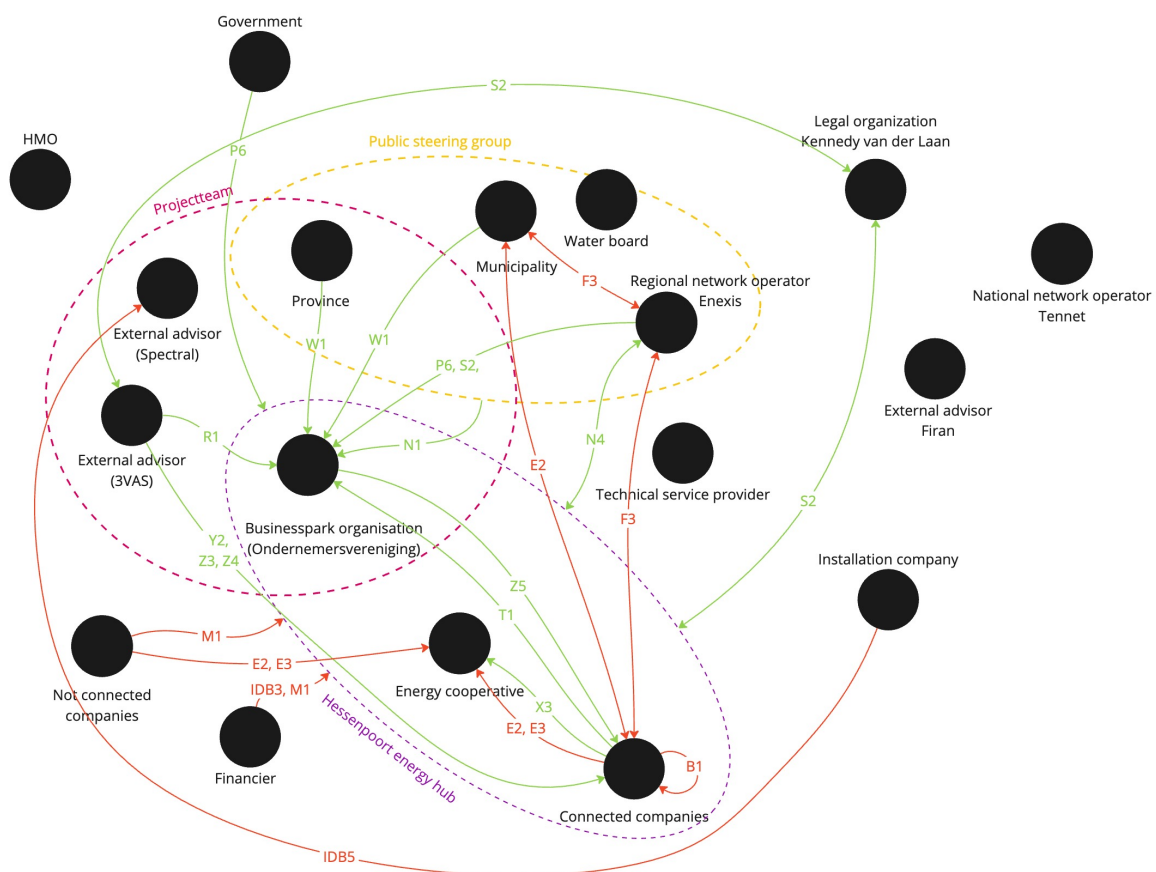 Government
S2
Legal organization
Kennedy van der Laan
HMO
P6
Public steering group
Projectteam
Water board
Municipality
Province
F3
Regional network operator
Enexis
National network operator
Tennet
External advisor
(Spectral)
W1
W1
P6, S2,
External advisor
Firan
R1
N1
N4
External advisor
(3VAS)
E2
Technical service provider
S2
F3
Businesspark organisation
(Ondernemersvereniging)
Y2,
Z3, Z4
Installation company
Z5
T1
M1
E2, E3
Energy cooperative
Not connected
companies
IDB3, M1
X3
E2, E3
Hessenpoort energy hub
Financier
B1
Connected companies
IDB5